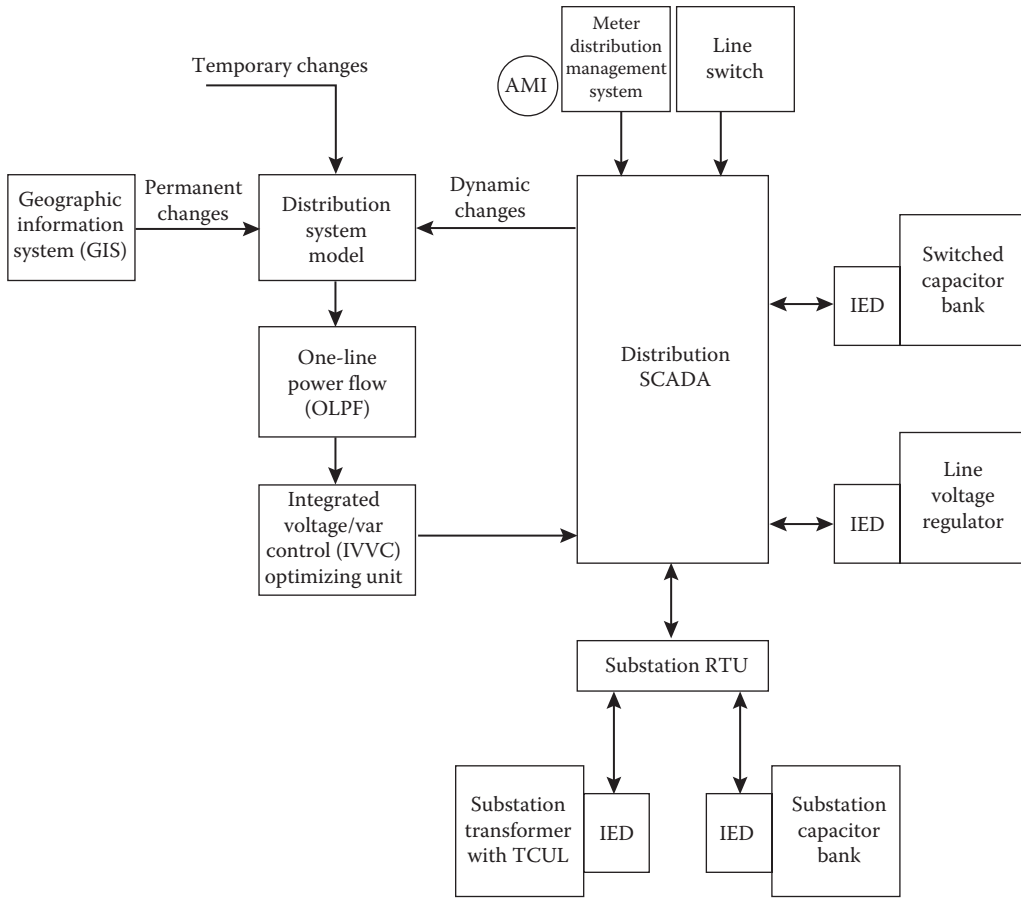 Temporary changes
AMI
Meter
distribution
management
system
Line
switch
Geographic
information
system (GIS)
Permanent
changes
Distribution
system
model
Dynamic
changes
Distribution
SCADA
IED
Switched
capacitor
bank
One-line
power flow
(OLPF)
Integrated
voltage/var
control (IVVC)
optimizing unit
IED
Line
voltage
regulator
Substation RTU
Substation
transformer
with TCUL
IED
IED
Substation
capacitor
bank